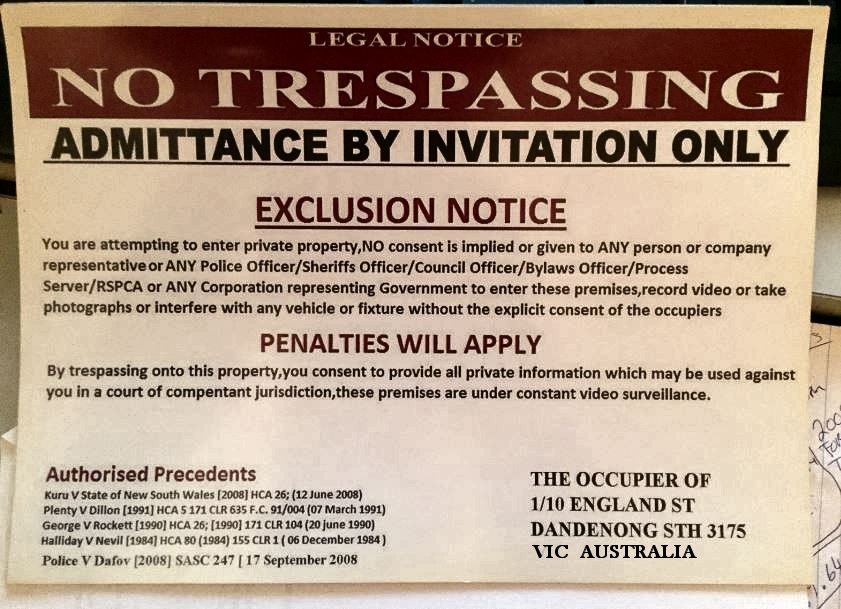 LEGAL NOTICE
NO TRESPASSING
ADMITTANCE BY INVITATION ONLY
EXCLUSION NOTICE
You are attempting to enter private property,NO consent is implied or given to ANY person or company
representative or ANY Police Officer/Sheriffs Officer/Council Officer/Bylaws Officer/Process
Server/RSPCA or ANY Corporation representing Government to enter these premises,record video or take
photographs or interfere with any vehicle or fixture without the explicit consent of the occupiers
PENALTIES WILL APPLY
By trespassing onto this property,you consent to provide all private information which may be used against
you in a court of compentant jurisdiction,these premises are under constant video surveillance.
Authorised Precedents
Kuru V State of New South Wales [2008] HCA 26; (12 June 2008)
Plenty V Dillon [1991] HCA 5 171 CLR 635 F.C. 91/004 (07 March 1991)
George V Rockett [1990] HCA 26; [1990] 171 CLR 104 (20 june 1990)
Halliday V Nevil [1984] HCA 80 (1984) 155 CLR 1 ( 06 December 1984 )
Police V Dafov [2008] SASC 247 [ 17 September 2008
THE OCCUPIER OF
1/10 ENGLAND ST
DANDENONG STH 3175
VIC AUSTRALIA